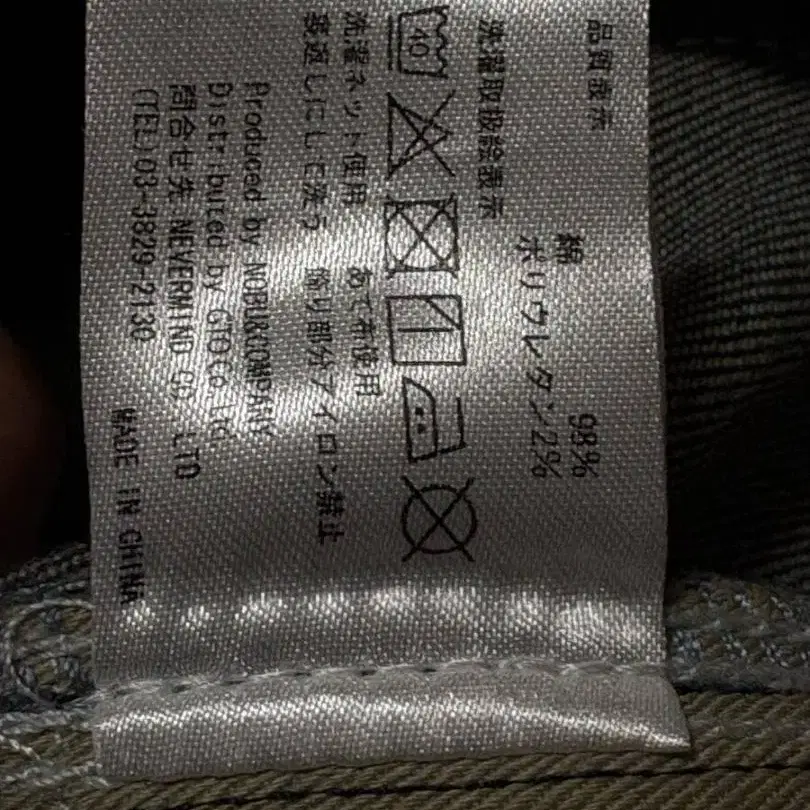 品質表示
綿 98%
ポリウレタン2%
洗濯取扱絵表示
40
洗濯ネット使用 あて布使用
裏返しにして洗う 飾り部分アイロン禁止
Produced by NOBU&COMPANY
Distributed by GTOCo.Ltd.
問合せ先.NEVERMIND CO.,LTD
(TEL)03-3829-2130
MADE IN CHINA